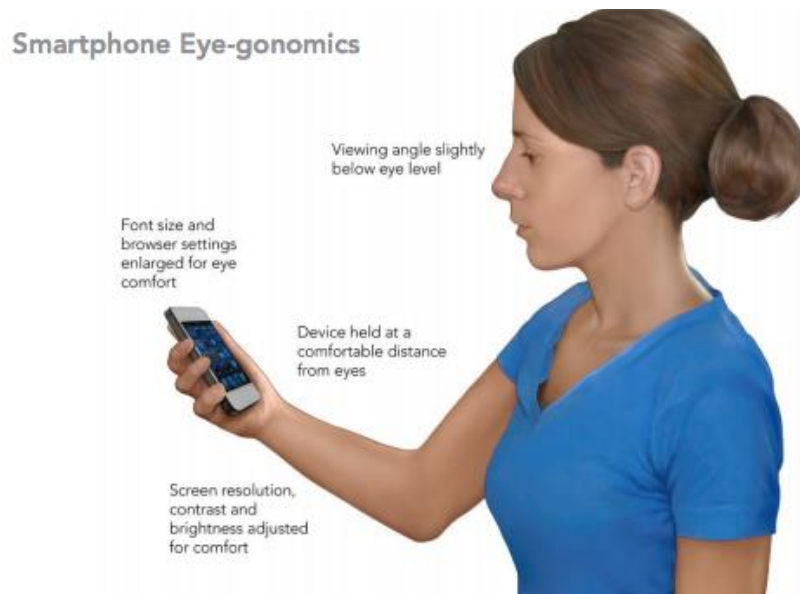 Smartphone Eye-gonomics
Viewing angle slightly
below eye level
Font size and
browser settings
enlarged for eye
comfort
Device held at a
comfortable distance
from eyes
Screen resolution,
contrast and
brightness adjusted
for comfort